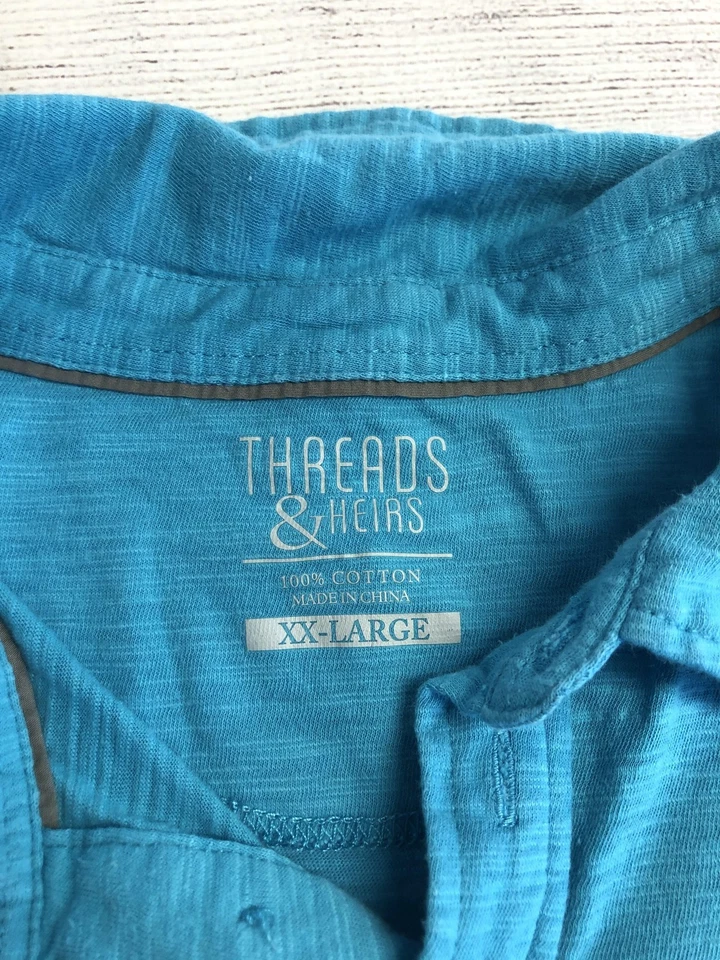 THREADS
& HEIRS
100% COTTON
MADE IN CHINA
XX-LARGE